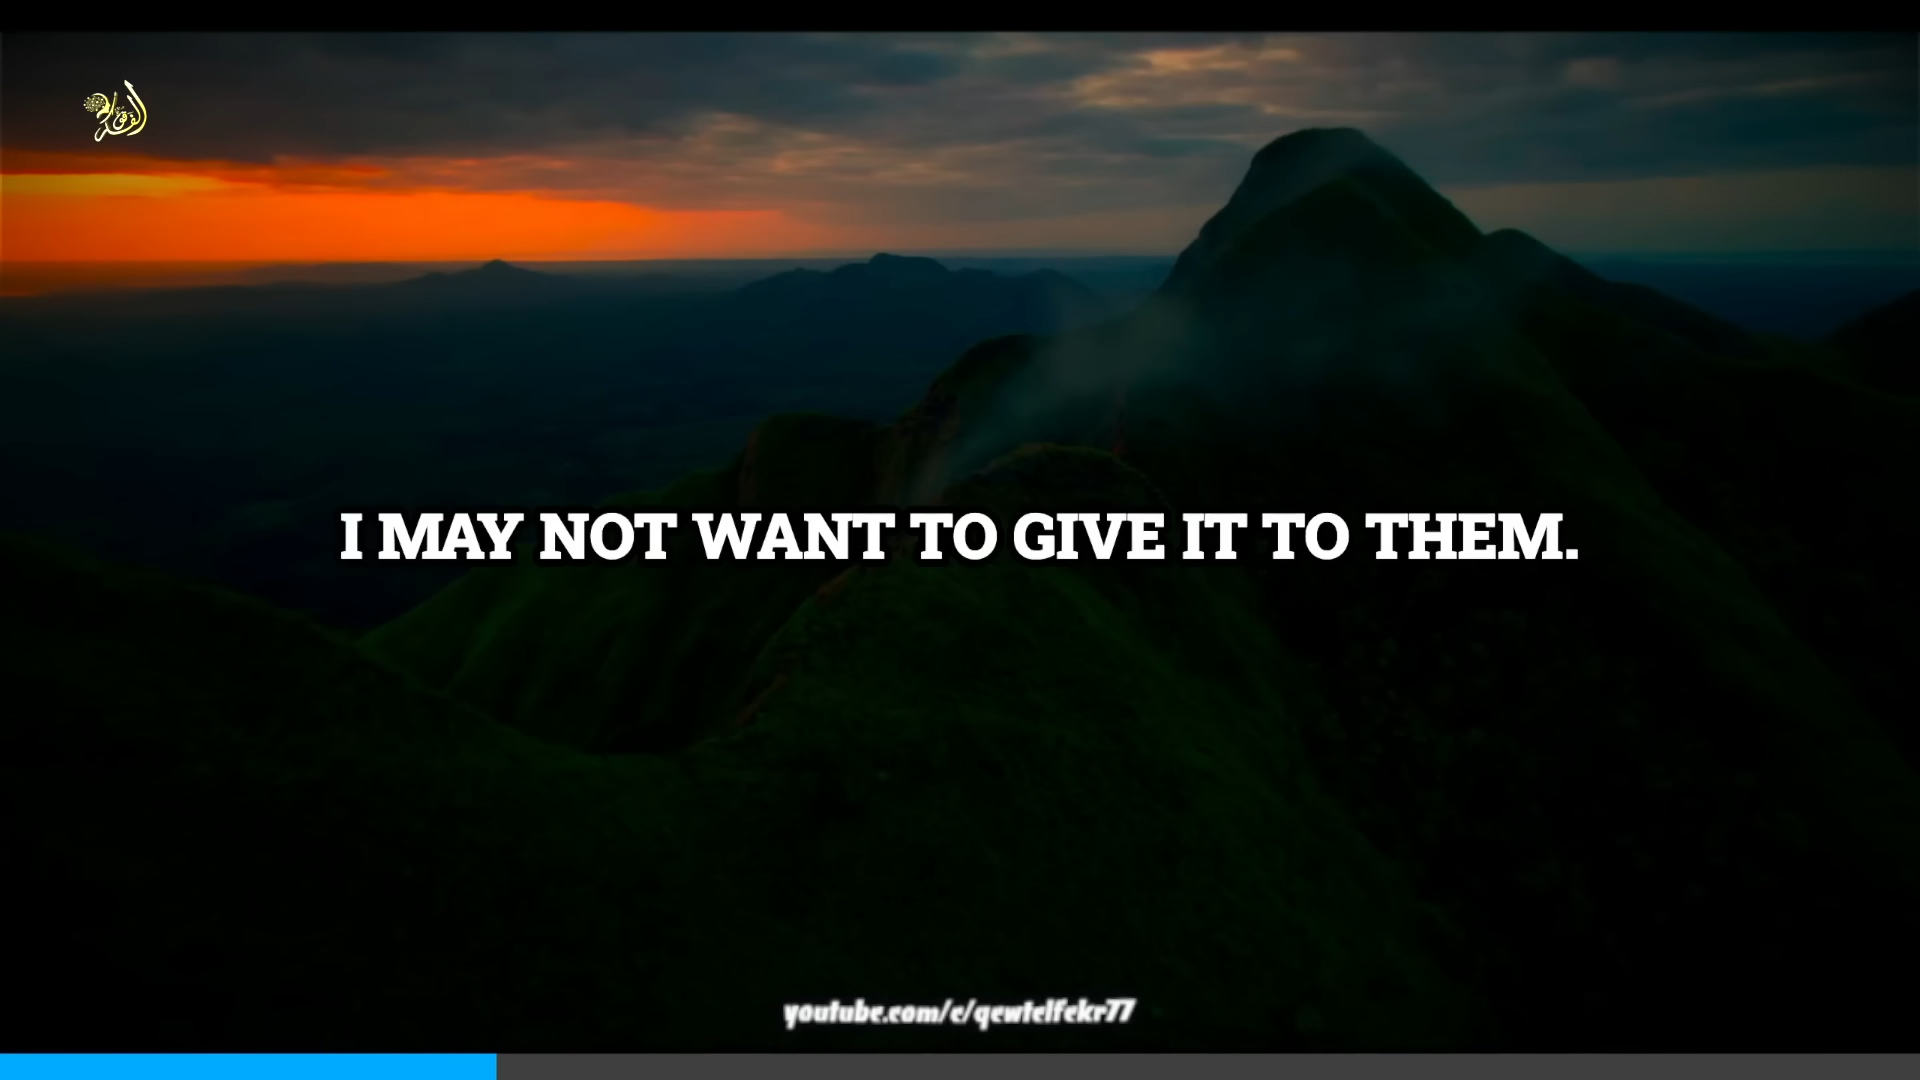 I MAY NOT WANT TO GIVE IT TO THEM.
youtube.com/c/qewtelfekr77